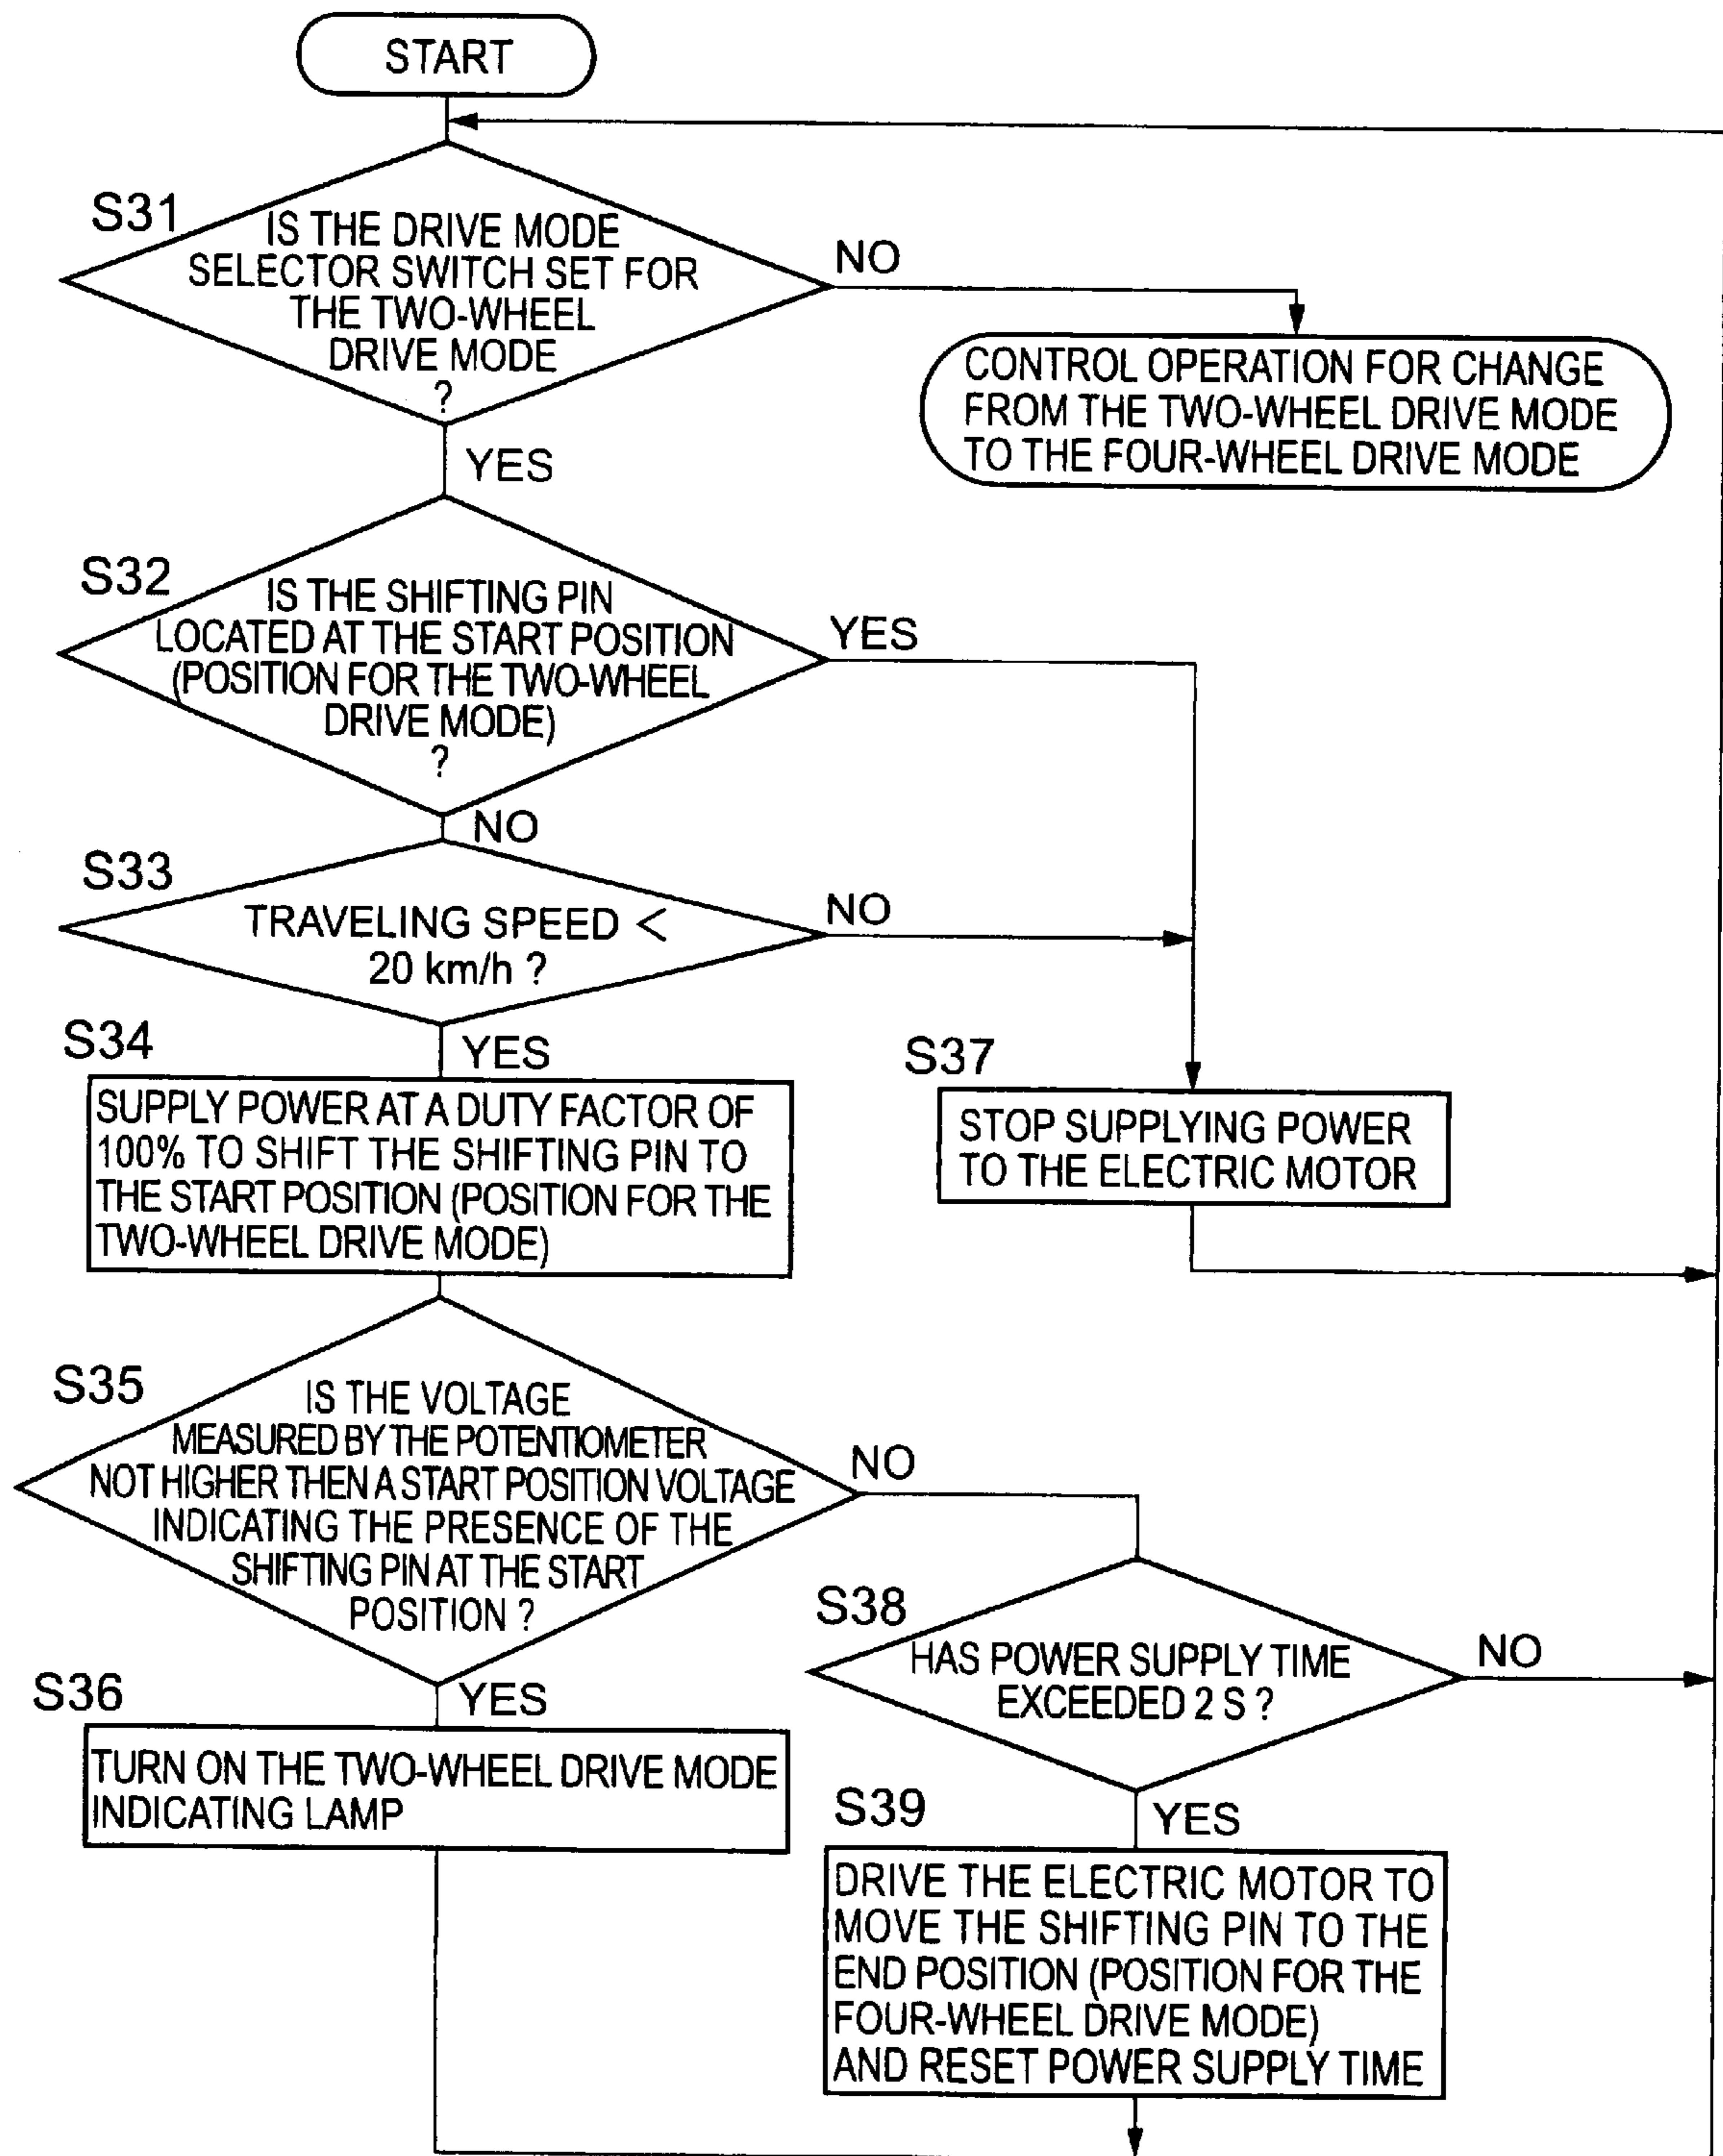 START
S31
IS THE DRIVE MODE
SELECTOR SWITCH SET FOR
THE TWO-WHEEL
DRIVE MODE
?
NO
CONTROL OPERATION FOR CHANGE
FROM THE TWO-WHEEL DRIVE MODE
TO THE FOUR-WHEEL DRIVE MODE
YES
S32
IS THE SHIFTING PIN
LOCATED AT THE START POSITION
(POSITION FOR THE TWO-WHEEL
DRIVE MODE)
?
YES
NO
S33
TRAVELING SPEED <
20 km/h ?
NO
YES
S34
SUPPLY POWER AT A DUTY FACTOR OF
100% TO SHIFT THE SHIFTING PIN TO
THE START POSITION (POSITION FOR THE
TWO-WHEEL DRIVE MODE)
S37
STOP SUPPLYING POWER
TO THE ELECTRIC MOTOR
S35
IS THE VOLTAGE
MEASURED BY THE POTENTIOMETER
NOT HIGHER THEN A START POSITION VOLTAGE
INDICATING THE PRESENCE OF THE
SHIFTING PIN AT THE START
POSITION ?
NO
YES
S36
TURN ON THE TWO-WHEEL DRIVE MODE
INDICATING LAMP
S38
HAS POWER SUPPLY TIME
EXCEEDED 2 S ?
NO
YES
S39
DRIVE THE ELECTRIC MOTOR TO
MOVE THE SHIFTING PIN TO THE
END POSITION (POSITION FOR THE
FOUR-WHEEL DRIVE MODE)
AND RESET POWER SUPPLY TIME